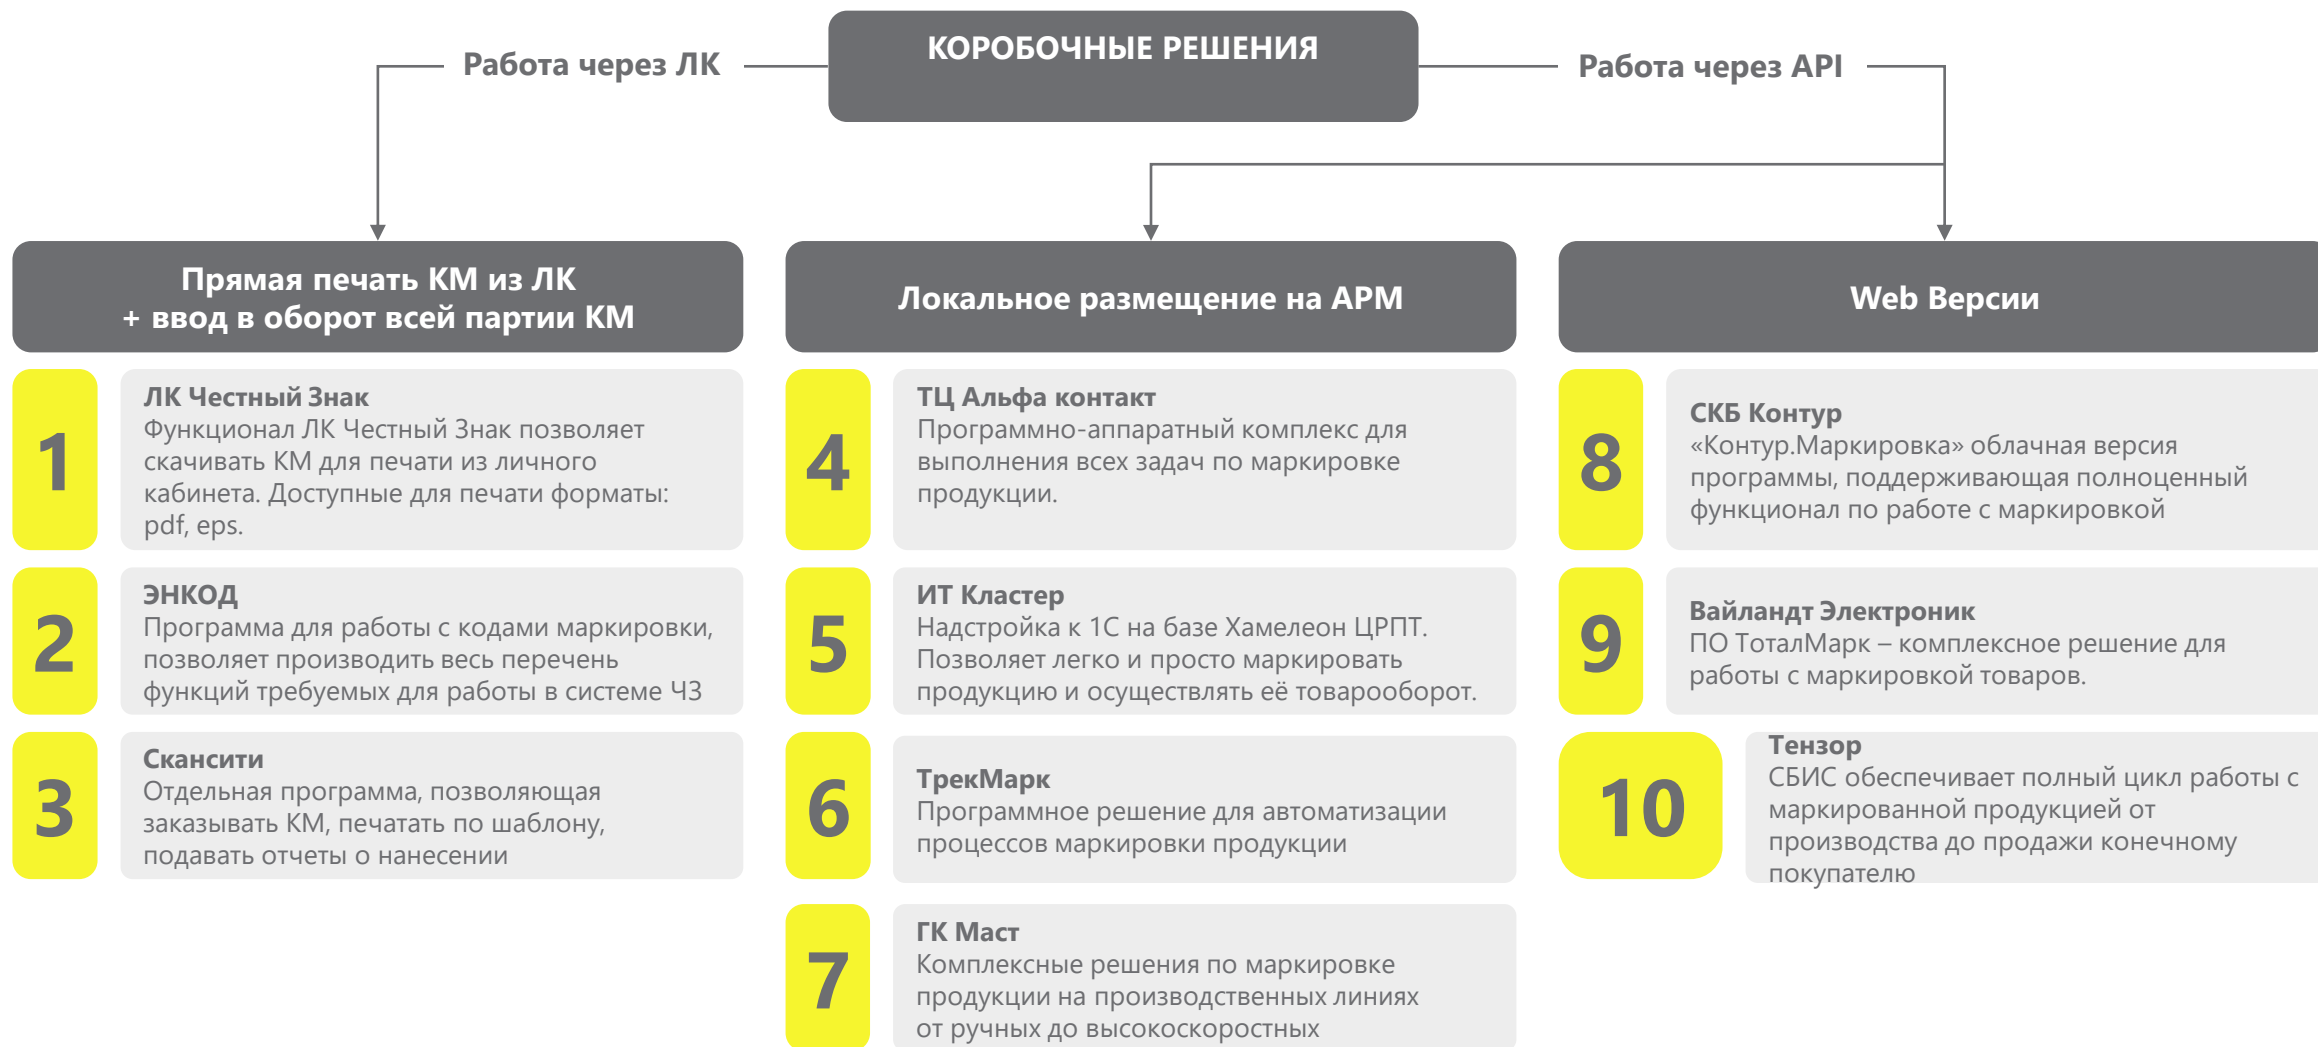 КОРОБОЧНЫЕ РЕШЕНИЯ
Работа через ЛК
Работа через API
Прямая печать КМ из ЛК
+ ввод в оборот всей партии КМ
1
ЛК Честный Знак
Функционал ЛК Честный Знак позволяет
скачивать КМ для печати из личного
кабинета. Доступные для печати форматы:
pdf, eps.
2
ЭНКОД
Программа для работы с кодами маркировки,
позволяет производить весь перечень
функций требуемых для работы в системе ЧЗ
3
Скансити
Отдельная программа, позволяющая
заказывать КМ, печатать по шаблону,
подавать отчеты о нанесении
Локальное размещение на АРМ
4
ТЦ Альфа контакт
Программно-аппаратный комплекс для
выполнения всех задач по маркировке
продукции.
5
ИТ Кластер
Надстройка к 1С на базе Хамелеон ЦРПТ.
Позволяет легко и просто маркировать
продукцию и осуществлять её товарооборот.
6
ТрекМарк
Программное решение для автоматизации
процессов маркировки продукции
7
ГК Маст
Комплексные решения по маркировке
продукции на производственных линиях
от ручных до высокоскоростных
Web Версии
8
СКБ Контур
«Контур.Маркировка» облачная версия
программы, поддерживающая полноценный
функционал по работе с маркировкой
9
Вайландт Электроник
ПО ТоталМарк – комплексное решение для
работы с маркировкой товаров.
10
Тензор
СБИС обеспечивает полный цикл работы с
маркированной продукцией от
производства до продажи конечному
покупателю